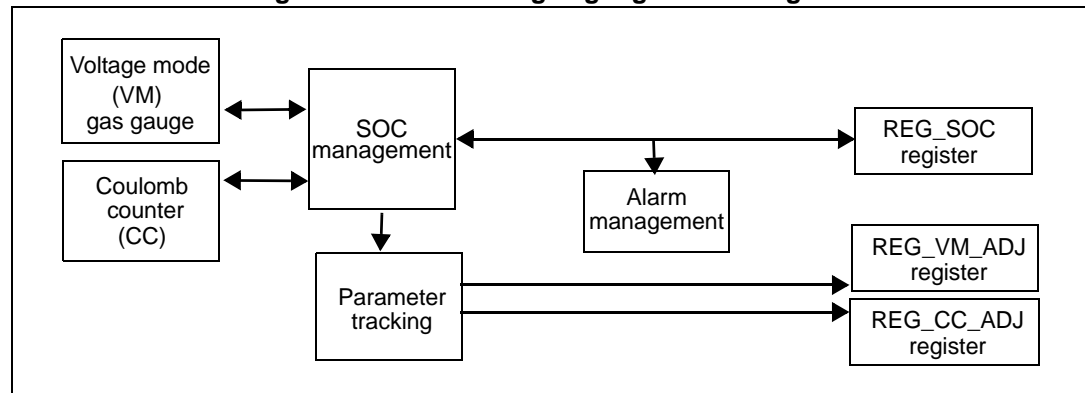 Voltage mode
(VM)
gas gauge
SOC
management
REG_SOC
register
Coulomb
counter
(CC)
Alarm
management
Parameter
tracking
REG_VM_ADJ
register
REG_CC_ADJ
register